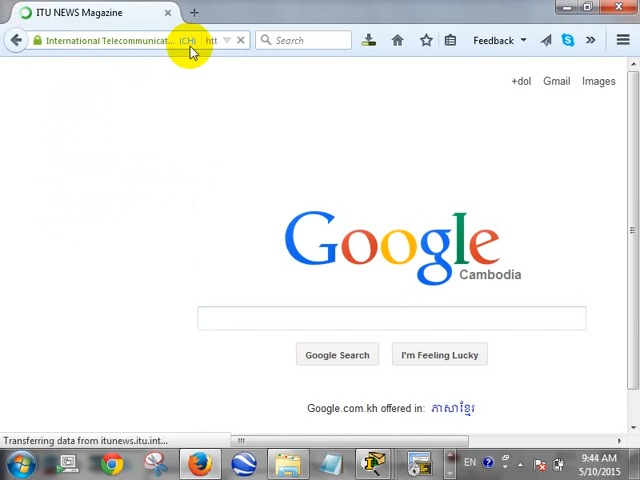 ITU NEWS Magazine
International Telecommunicat... (CH) htt
Search
Feedback
+dol Gmail Images
Google
Cambodia
Google Search I'm Feeling Lucky
Google.com.kh offered in: ភាសាខ្មែរ
Transferring data from itunews.itu.int...
EN
9:44 AM
5/10/2015